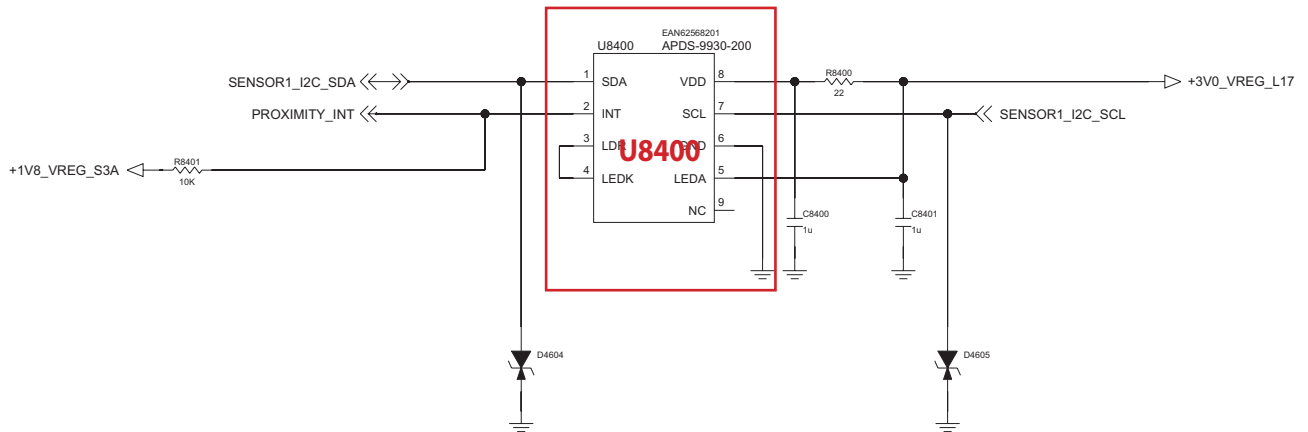 EAN62568201
U8400 APDS-9930-200
SENSOR1_I2C_SDA 1 SDA VDD 8 R8400 22 +3V0_VREG_L17
PROXIMITY_INT 2 INT SCL 7 SENSOR1_I2C_SCL
3 LDR GND 6
U8400
+1V8_VREG_S3A R8401 10K 4 LEDK LEDA 5
NC 9
C8400 1u
C8401 1u
D4604
D4605